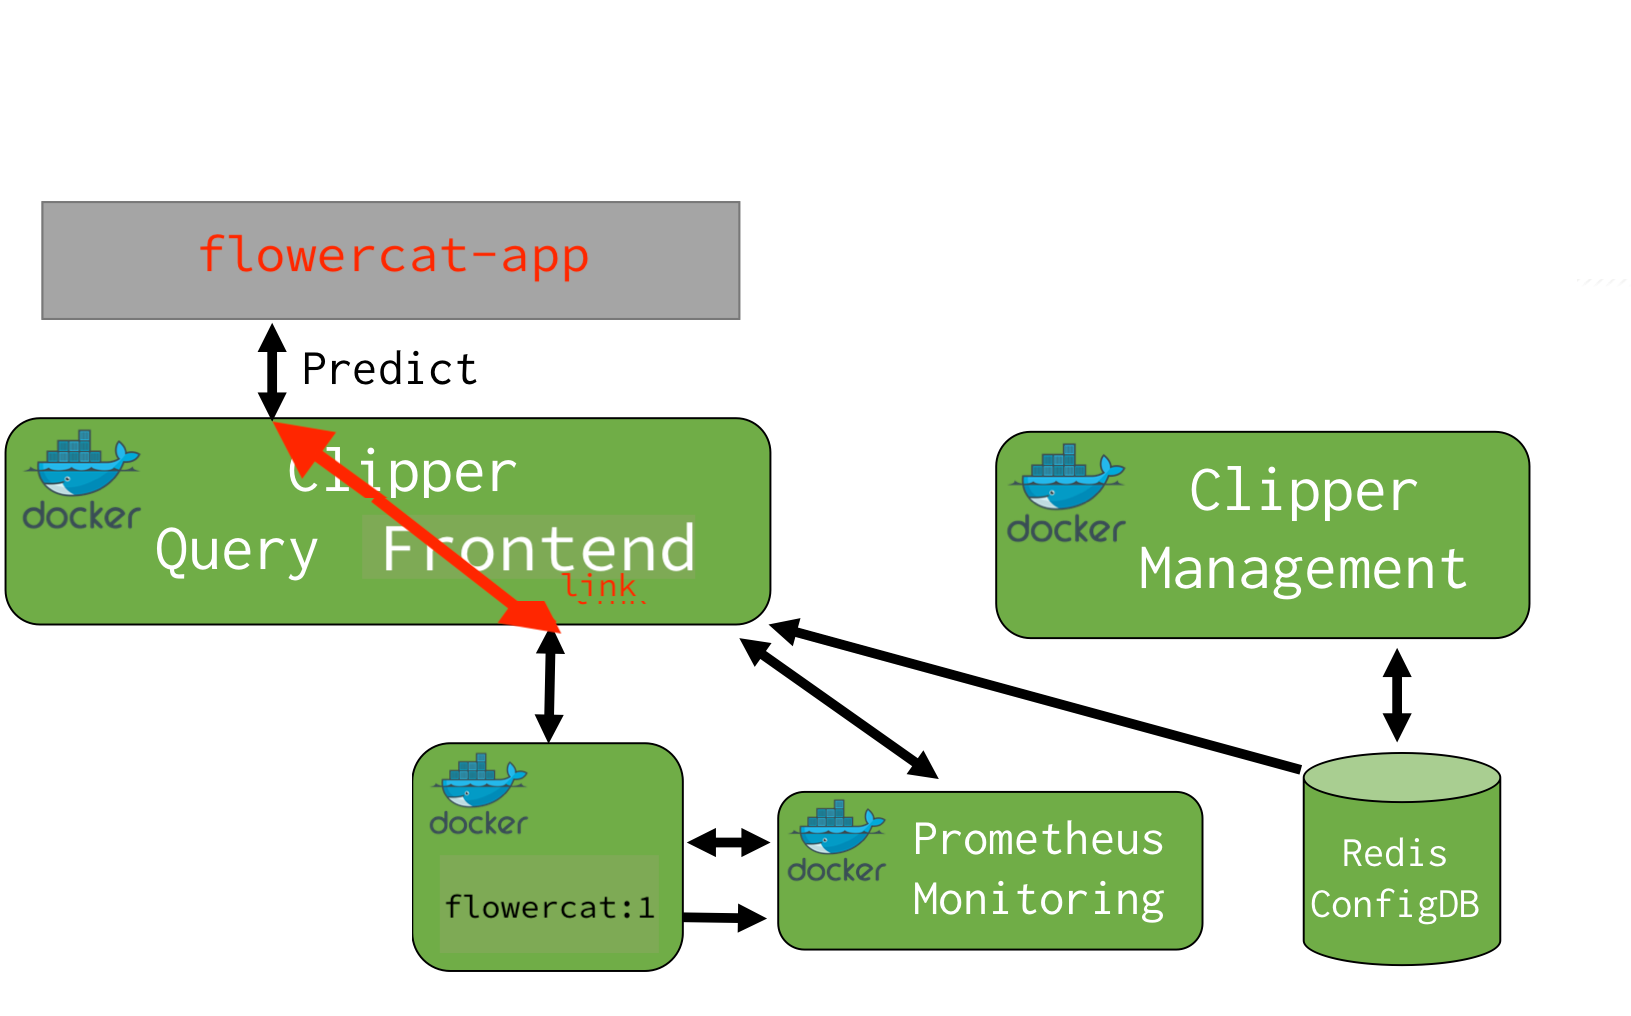 flowercat-app
Predict
docker
Clipper
Query Frontend
link
docker
Clipper
Management
docker
flowercat:1
docker
Prometheus
Monitoring
Redis
ConfigDB